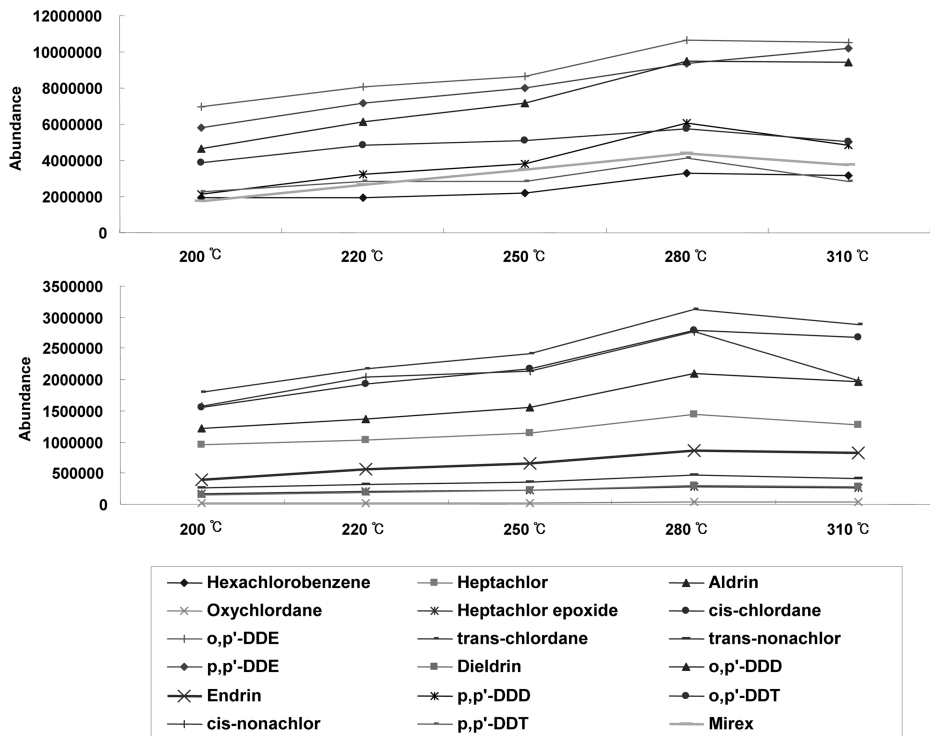 12000000
10000000
8000000
6000000
4000000
2000000
0
Abundance
200 ℃ 220 ℃ 250 ℃ 280 ℃ 310 ℃
3500000
3000000
2500000
2000000
1500000
1000000
500000
0
Abundance
200 ℃ 220 ℃ 250 ℃ 280 ℃ 310 ℃
Hexachlorobenzene Heptachlor Aldrin
Oxychlordane Heptachlor epoxide cis-chlordane
o,p'-DDE trans-chlordane trans-nonachlor
p,p'-DDE Dieldrin o,p'-DDD
Endrin p,p'-DDD o,p'-DDT
cis-nonachlor p,p'-DDT Mirex